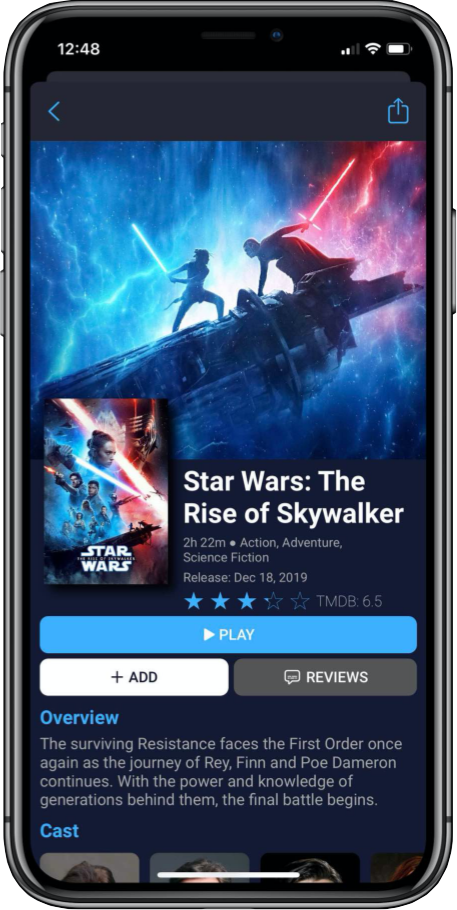 12:48
Star Wars: The
Rise of Skywalker
2h 22m ● Action, Adventure,
Science Fiction
Release: Dec 18, 2019
TMDB: 6.5
STAR
THE RISE OF SKYWALKER
WARS
PLAY
+ ADD
REVIEWS
Overview
The surviving Resistance faces the First Order once
again as the journey of Rey, Finn and Poe Dameron
continues. With the power and knowledge of
generations behind them, the final battle begins.
Cast